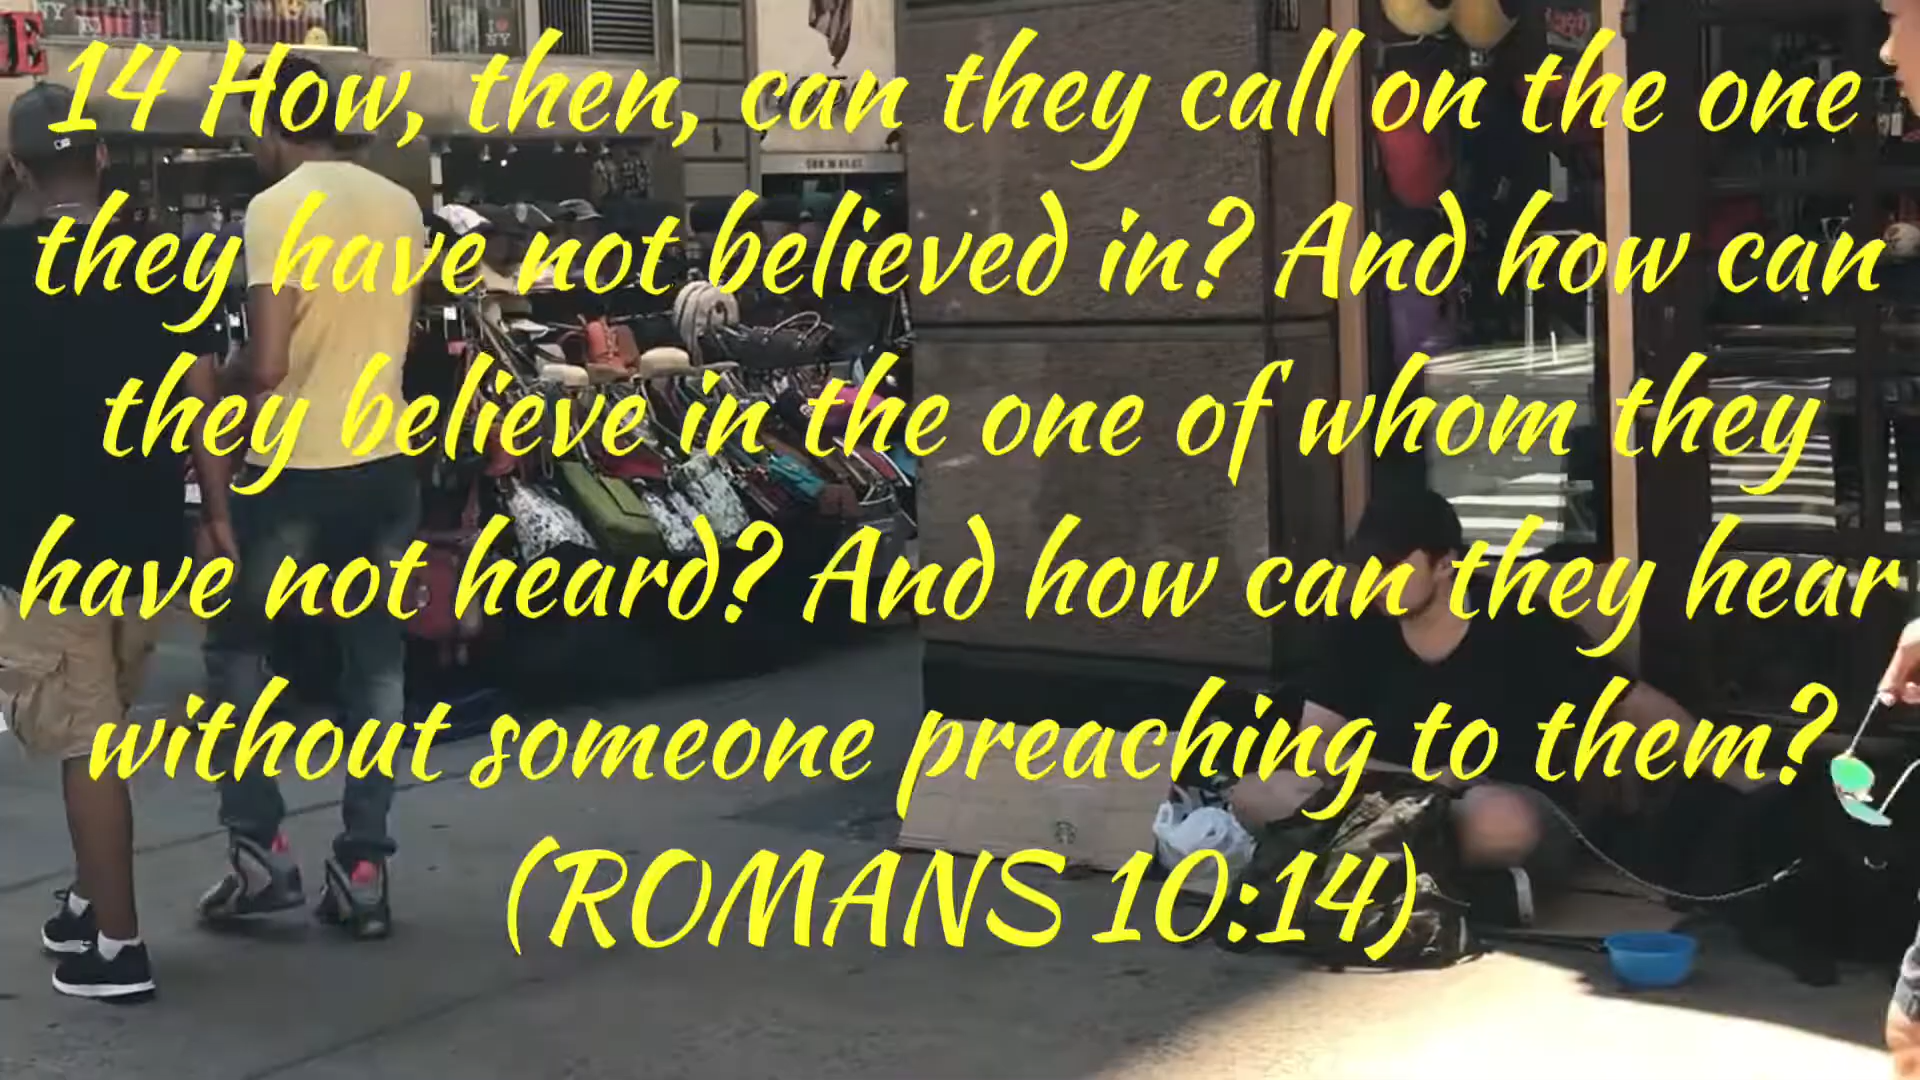 14 How, then, can they call on the one
they have not believed in? And how can
they believe in the one of whom they
have not heard? And how can they hear
without someone preaching to them?
(ROMANS 10:14)